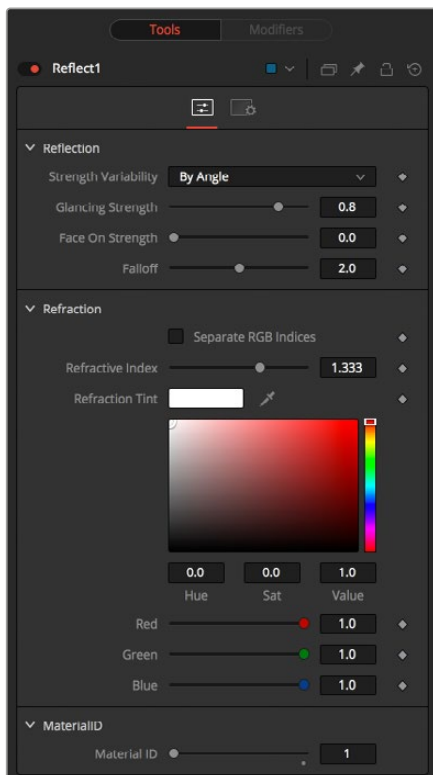 Tools Modifiers
Reflect1
Reflection
Strength Variability By Angle
Glancing Strength 0.8
Face On Strength 0.0
Falloff 2.0
Refraction
Separate RGB Indices
Refractive Index 1.333
Refraction Tint
0.0 0.0 1.0
Hue Sat Value
Red 1.0
Green 1.0
Blue 1.0
MaterialID
Material ID 1